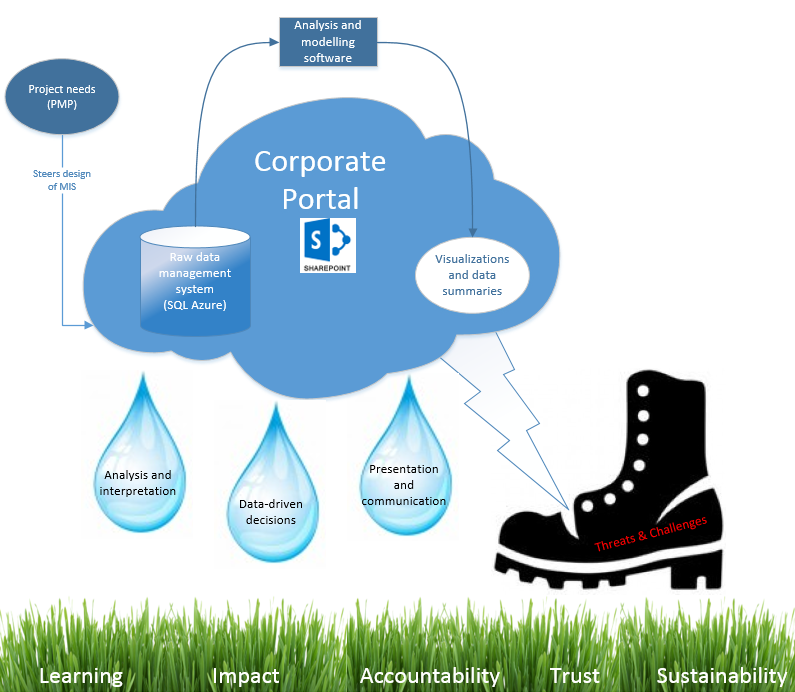 Analysis and
modelling
software
Project needs
(PMP)
Steers design
of MIS
Corporate
Portal
S
SHAREPOINT
Raw data
management
system
(SQL Azure)
Visualizations
and data
summaries
Analysis and
interpretation
Data-driven
decisions
Presentation
and
communication
Threats & Challenges
Learning
Impact
Accountability
Trust
Sustainability